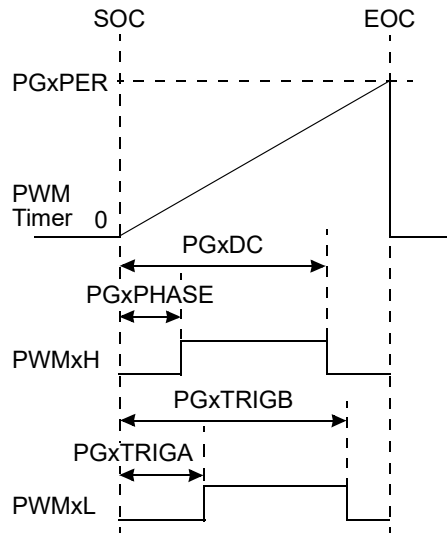 SOC EOC
PGxPER
PWM
Timer 0
PGxDC
PGxPHASE
PWMxH
PGxTRIGB
PGxTRIGA
PWMxL